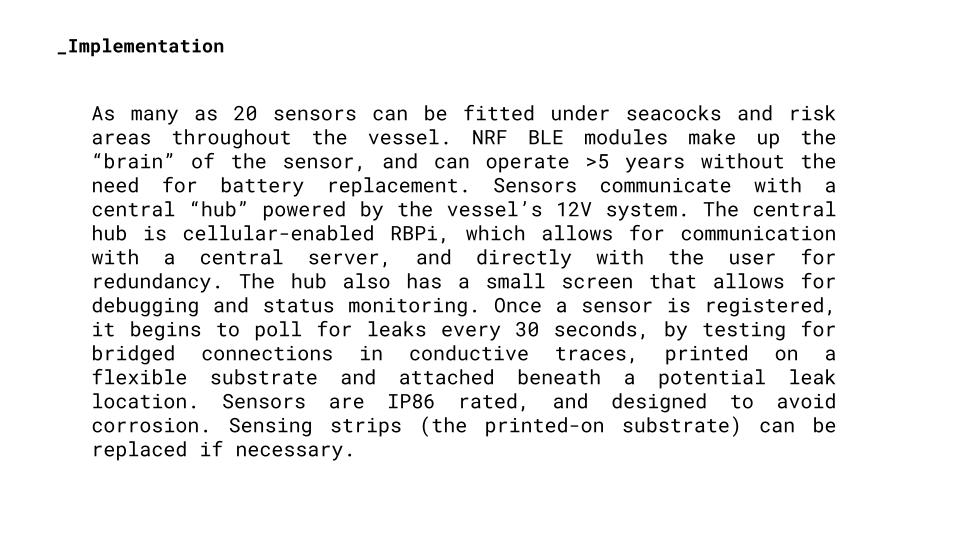 _Implementation
As many as 20 sensors can be fitted under seacocks and risk
areas throughout the vessel. NRF BLE modules make up the
“brain” of the sensor, and can operate >5 years without the
need for battery replacement. Sensors communicate with a
central “hub” powered by the vessel’s 12V system. The central
hub is cellular-enabled RBPi, which allows for communication
with a central server, and directly with the user for
redundancy. The hub also has a small screen that allows for
debugging and status monitoring. Once a sensor is registered,
it begins to poll for leaks every 30 seconds, by testing for
bridged connections in conductive traces, printed on a
flexible substrate and attached beneath a potential leak
location. Sensors are IP86 rated, and designed to avoid
corrosion. Sensing strips (the printed-on substrate) can be
replaced if necessary.